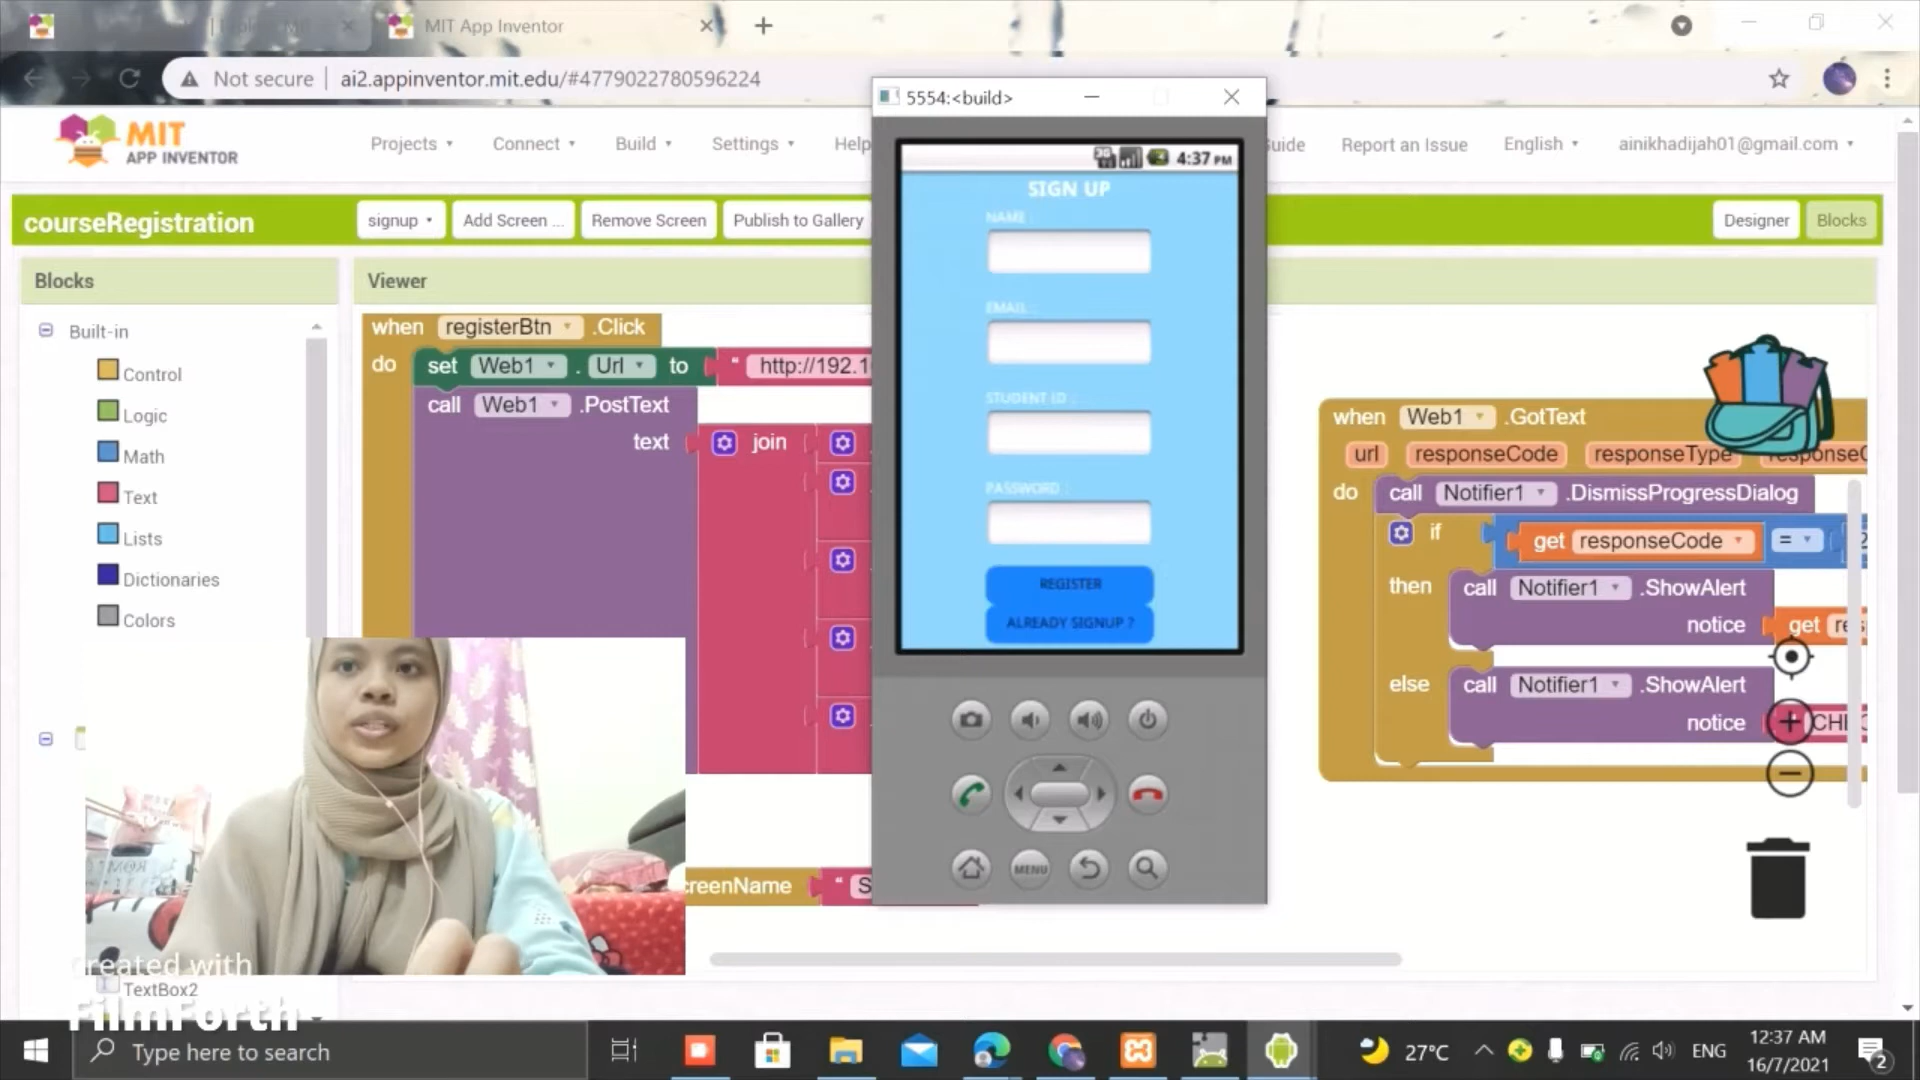 MIT App Inventor
Not secure
ai2.appinventor.mit.edu/#4779022780596224
5554:<build>
MIT
APP INVENTOR
Projects
Connect
Build
Settings
Help
Guide
Report an Issue
English
ainikhadijah01@gmail.com
courseRegistration
signup
Add Screen ...
Remove Screen
Publish to Gallery
Designer
Blocks
Blocks
Viewer
Built-in
Control
Logic
Math
Text
Lists
Dictionaries
Colors
TextBox2
when registerBtn .Click
do set Web1 . Url to " http://192.1
call Web1 .PostText
text join
creenName " S
4:37 PM
SIGN UP
NAME :
EMAIL :
STUDENT ID :
PASSWORD :
REGISTER
ALREADY SIGNUP ?
MENU
when Web1 .GotText
url responseCode responseType
do call Notifier1 .DismissProgressDialog
if get responseCode =
then call Notifier1 .ShowAlert
notice get
else call Notifier1 .ShowAlert
notice
created with
FilmForth
Type here to search
27°C
ENG
12:37 AM
16/7/2021
2